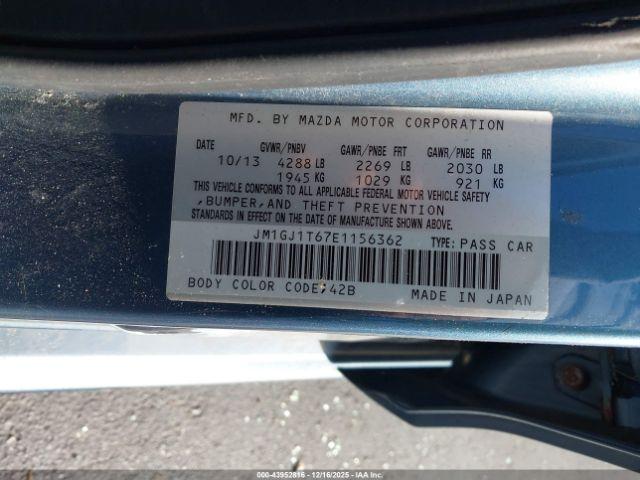 MFD. BY MAZDA MOTOR CORPORATION
DATE GVWR/PNBV GAWR/PNBE FRT GAWR/PNBE RR
10/13 4288 LB 2269 LB 2030 LB
1945 KG 1029 KG 921 KG
THIS VEHICLE CONFORMS TO ALL APPLICABLE FEDERAL MOTOR VEHICLE SAFETY
,BUMPER,AND THEFT PREVENTION
STANDARDS IN EFFECT ON THE DATE OF MANUFACTURE SHOWN ABOVE.
JM1GJ1T67E1156362 TYPE: PASS CAR
BODY COLOR CODE:42B MADE IN JAPAN
000-43952816 - 12/16/2025 - IAA Inc.